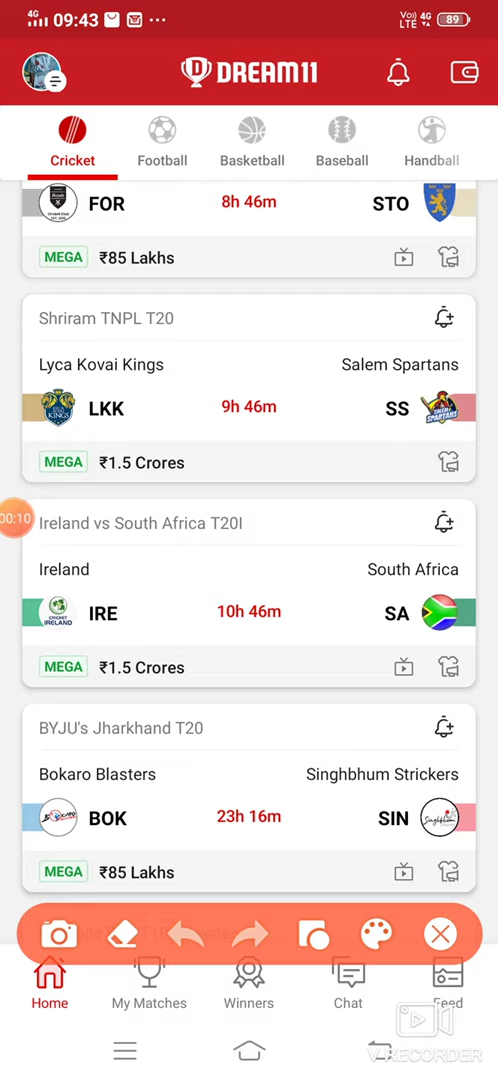 4G 09:43 ... Vo)) LTE 4G 89
DREAM11
Cricket Football Basketball Baseball Handball
FOR 8h 46m STO
MEGA ₹85 Lakhs
Shriram TNPL T20
Lyca Kovai Kings Salem Spartans
LKK 9h 46m SS
MEGA ₹1.5 Crores
00:10 Ireland vs South Africa T20I
Ireland South Africa
IRE 10h 46m SA
CRICKET IRELAND
MEGA ₹1.5 Crores
BYJU's Jharkhand T20
Bokaro Blasters Singhbhum Strickers
BOK 23h 16m SIN
MEGA ₹85 Lakhs
Home My Matches Winners Chat Feed
V RECORDER